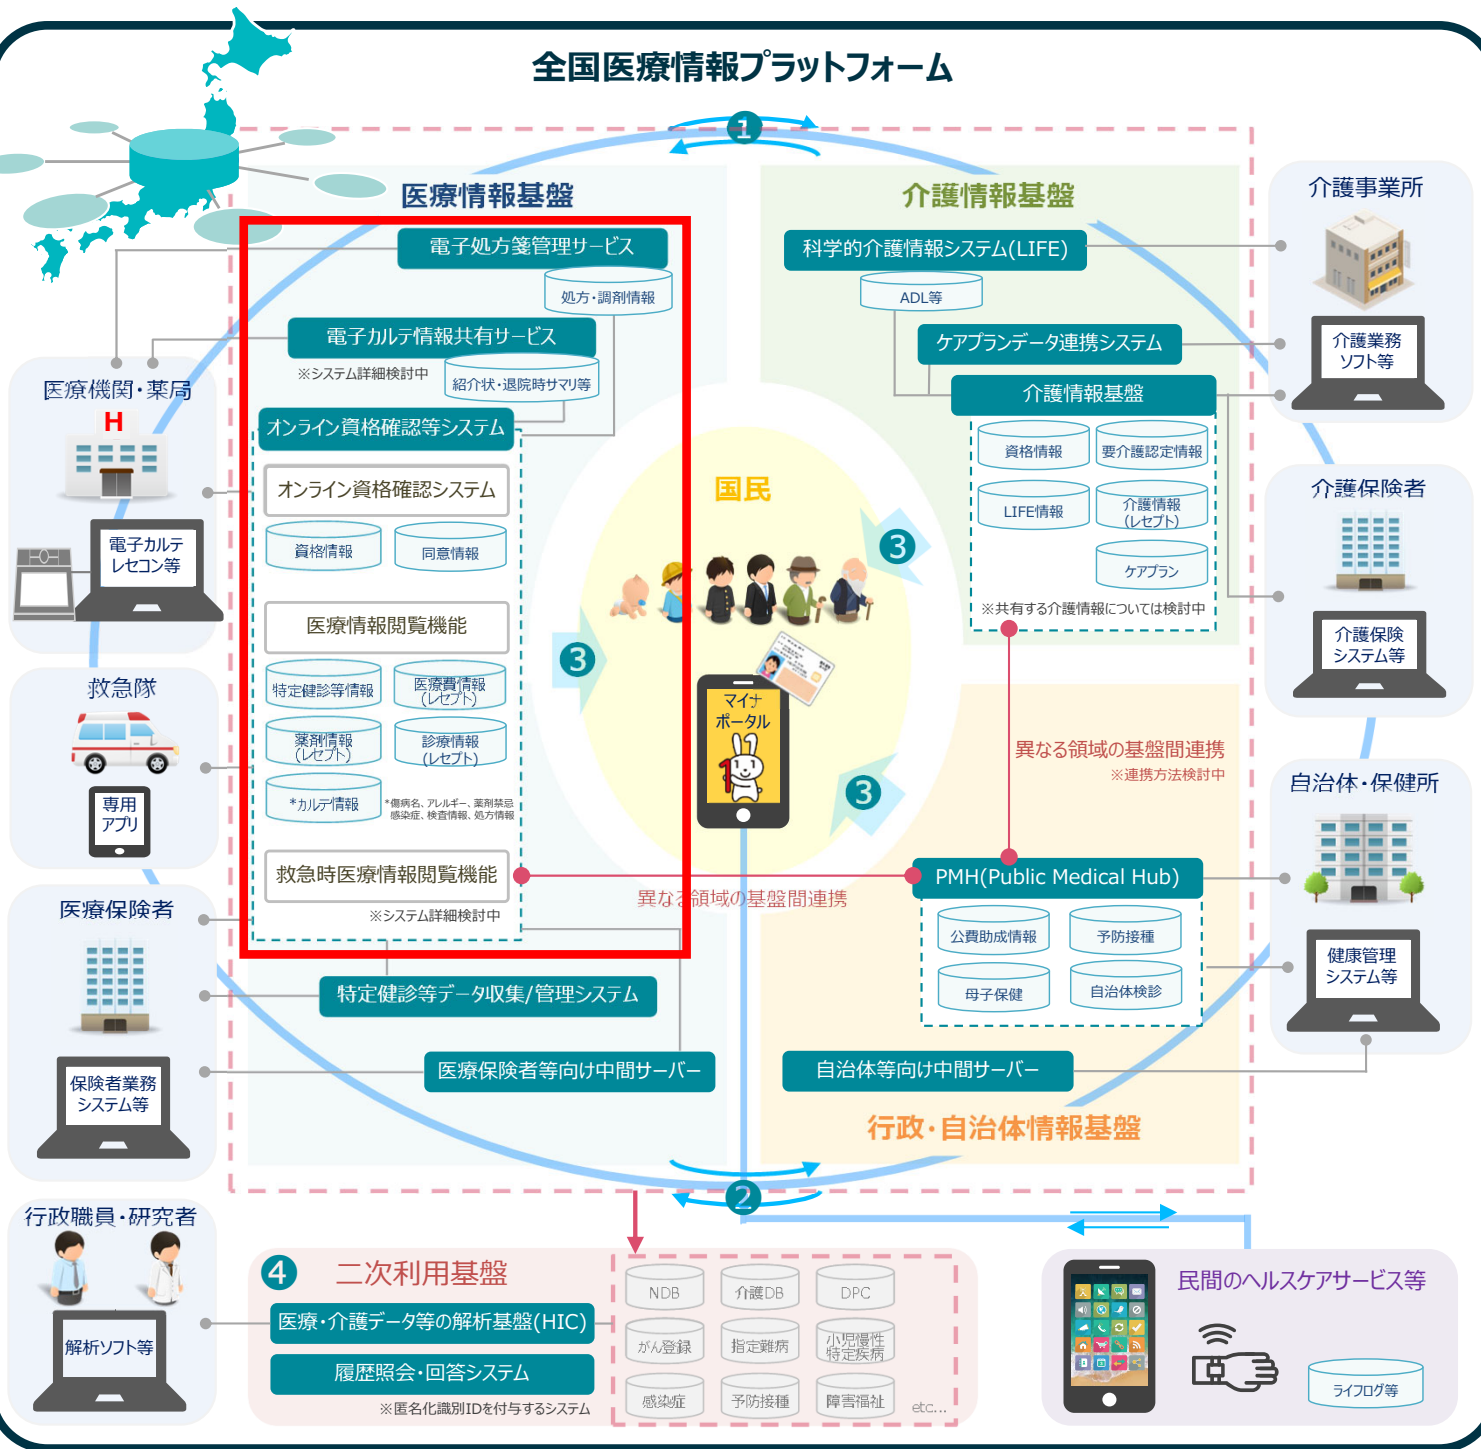 全国医療情報プラットフォーム
❶
医療情報基盤
電子処方箋管理サービス
処方・調剤情報
電子カルテ情報共有サービス
※システム詳細検討中
紹介状・退院時サマリ等
オンライン資格確認等システム
オンライン資格確認システム
資格情報
同意情報
医療情報閲覧機能
特定健診等情報
医療費情報
(レセプト)
薬剤情報
(レセプト)
診療情報
(レセプト)
*カルテ情報
*傷病名、アレルギー、薬剤禁忌
感染症、検査情報、処方情報
救急時医療情報閲覧機能
※システム詳細検討中
特定健診等データ収集/管理システム
医療保険者等向け中間サーバー
介護情報基盤
科学的介護情報システム(LIFE)
ADL等
ケアプランデータ連携システム
介護情報基盤
資格情報
要介護認定情報
LIFE情報
介護情報
(レセプト)
ケアプラン
※共有する介護情報については検討中
国民
❸
❸
❸
マイナ
ポータル
1
異なる領域の基盤間連携
※連携方法検討中
異なる領域の基盤間連携
PMH(Public Medical Hub)
公費助成情報
予防接種
母子保健
自治体検診
自治体等向け中間サーバー
行政・自治体情報基盤
❷
医療機関・薬局
H
電子カルテ
レセコン等
救急隊
専用
アプリ
医療保険者
保険者業務
システム等
行政職員・研究者
解析ソフト等
介護事業所
介護業務
ソフト等
介護保険者
介護保険
システム等
自治体・保健所
健康管理
システム等
❹
二次利用基盤
医療・介護データ等の解析基盤(HIC)
履歴照会・回答システム
※匿名化識別IDを付与するシステム
NDB
介護DB
DPC
がん登録
指定難病
小児慢性
特定疾病
感染症
予防接種
障害福祉
etc...
民間のヘルスケアサービス等
ライフログ等